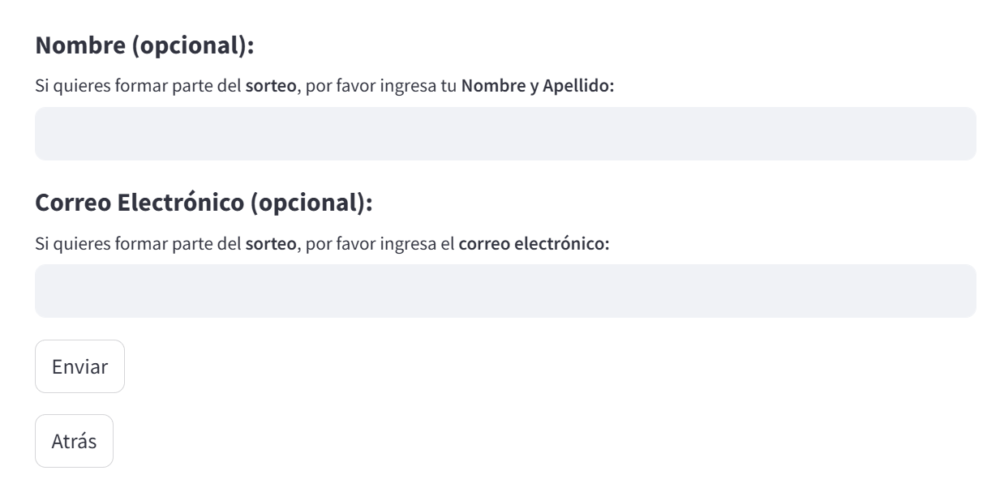 Nombre (opcional):
Si quieres formar parte del sorteo, por favor ingresa tu Nombre y Apellido:
Correo Electrónico (opcional):
Si quieres formar parte del sorteo, por favor ingresa el correo electrónico:
Enviar
Atrás